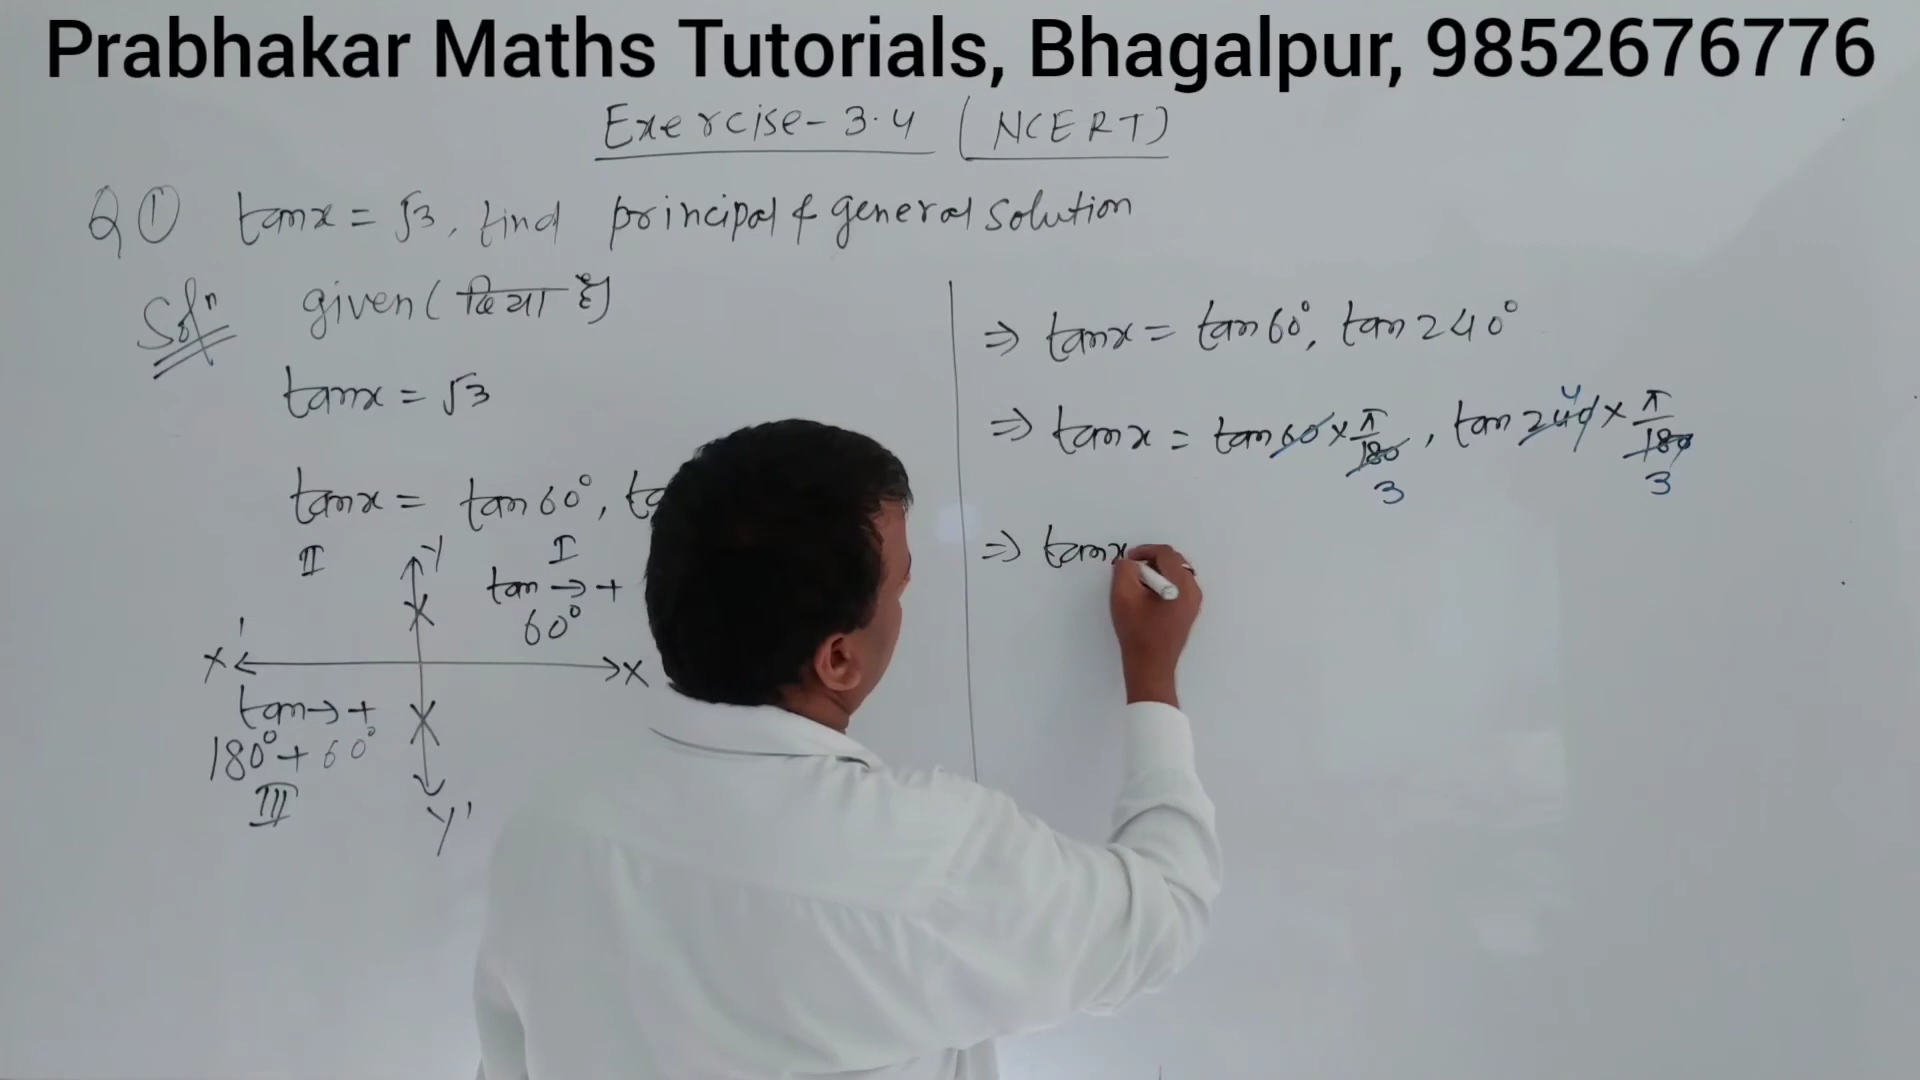 Prabhakar Maths Tutorials, Bhagalpur, 9852676776
Exercise-3.4 (NCERT)
Q① tanx = √3, find principal & general solution
Solⁿ given (दिया है)
tanx = √3
tanx = tan60°,
II I
Y
tan → +
60°
X' X
tan → +
180° + 60°
III
Y'
⇒ tanx = tan60°, tan240°
⇒ tanx = tan60×π/180, tan240×π/180
4
3 3
⇒ tanx